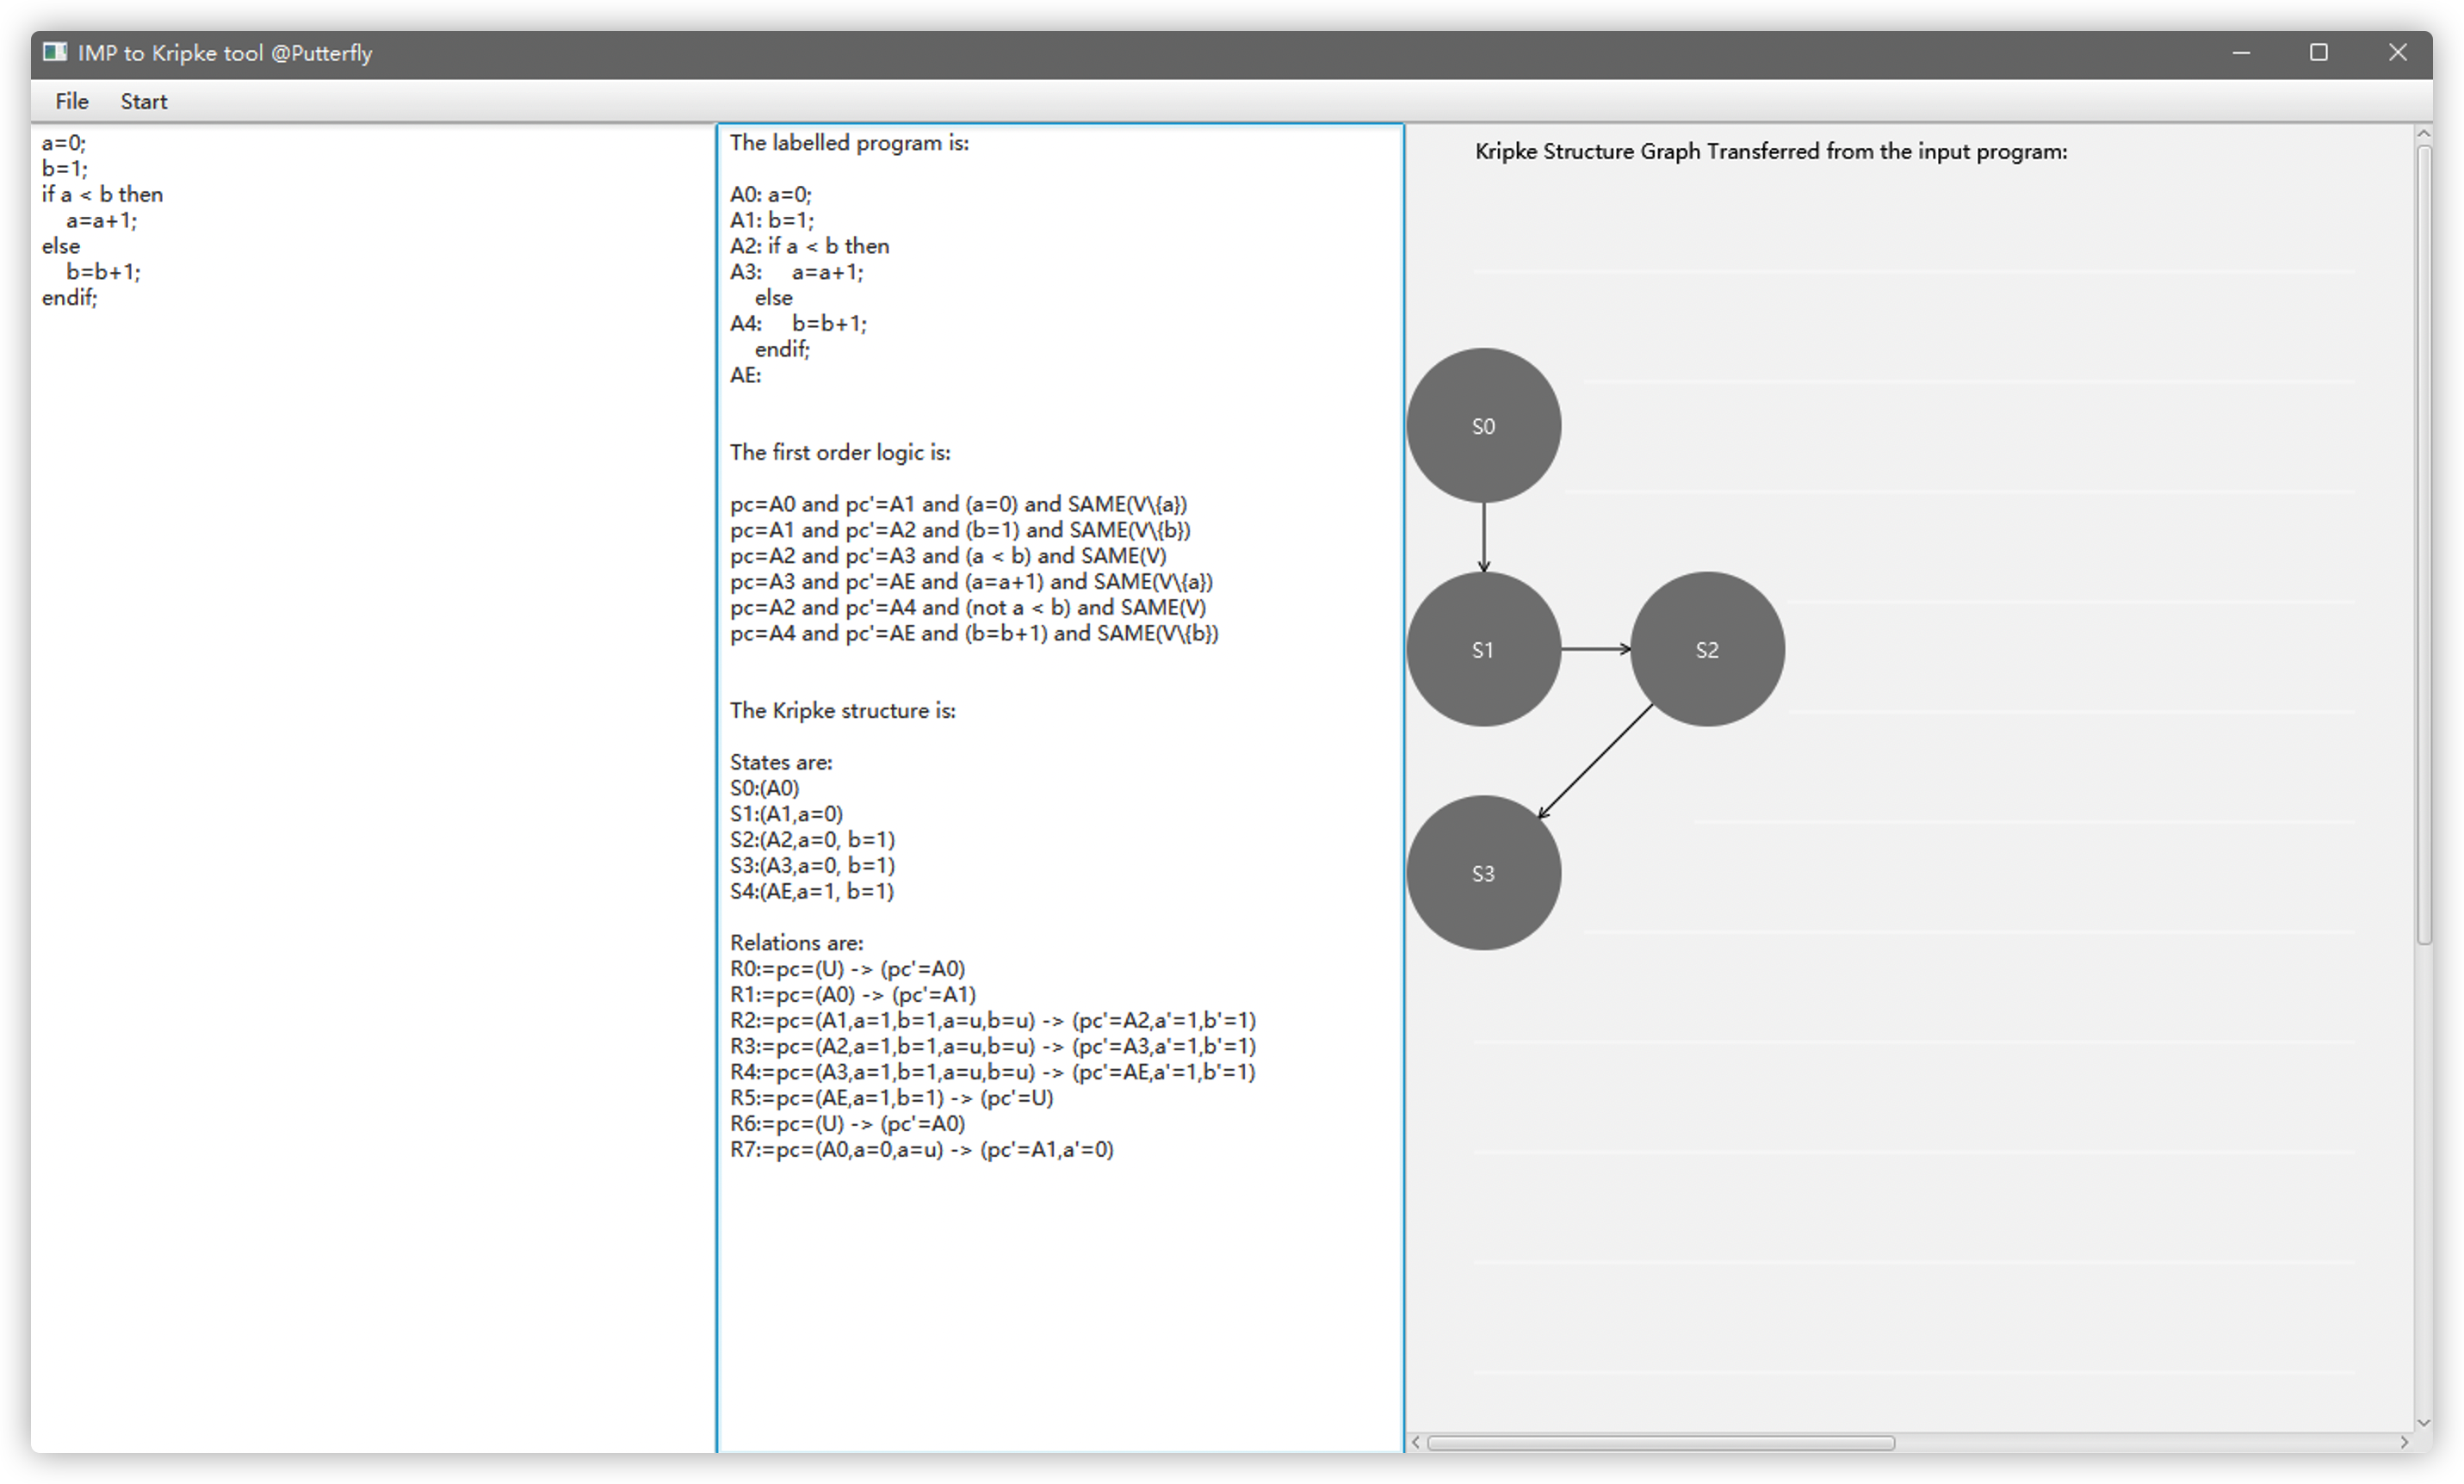 IMP to Kripke tool @Putterfly
File Start
a=0;
b=1;
if a < b then
    a=a+1;
else
    b=b+1;
endif;
The labelled program is:
A0: a=0;
A1: b=1;
A2: if a < b then
A3:     a=a+1;
    else
A4:     b=b+1;
    endif;
AE:
The first order logic is:
pc=A0 and pc'=A1 and (a=0) and SAME(V\{a})
pc=A1 and pc'=A2 and (b=1) and SAME(V\{b})
pc=A2 and pc'=A3 and (a < b) and SAME(V)
pc=A3 and pc'=AE and (a=a+1) and SAME(V\{a})
pc=A2 and pc'=A4 and (not a < b) and SAME(V)
pc=A4 and pc'=AE and (b=b+1) and SAME(V\{b})
The Kripke structure is:
States are:
S0:(A0)
S1:(A1,a=0)
S2:(A2,a=0, b=1)
S3:(A3,a=0, b=1)
S4:(AE,a=1, b=1)
Relations are:
R0:=pc=(U) -> (pc'=A0)
R1:=pc=(A0) -> (pc'=A1)
R2:=pc=(A1,a=1,b=1,a=u,b=u) -> (pc'=A2,a'=1,b'=1)
R3:=pc=(A2,a=1,b=1,a=u,b=u) -> (pc'=A3,a'=1,b'=1)
R4:=pc=(A3,a=1,b=1,a=u,b=u) -> (pc'=AE,a'=1,b'=1)
R5:=pc=(AE,a=1,b=1) -> (pc'=U)
R6:=pc=(U) -> (pc'=A0)
R7:=pc=(A0,a=0,a=u) -> (pc'=A1,a'=0)
Kripke Structure Graph Transferred from the input program:
S0
S1
S2
S3